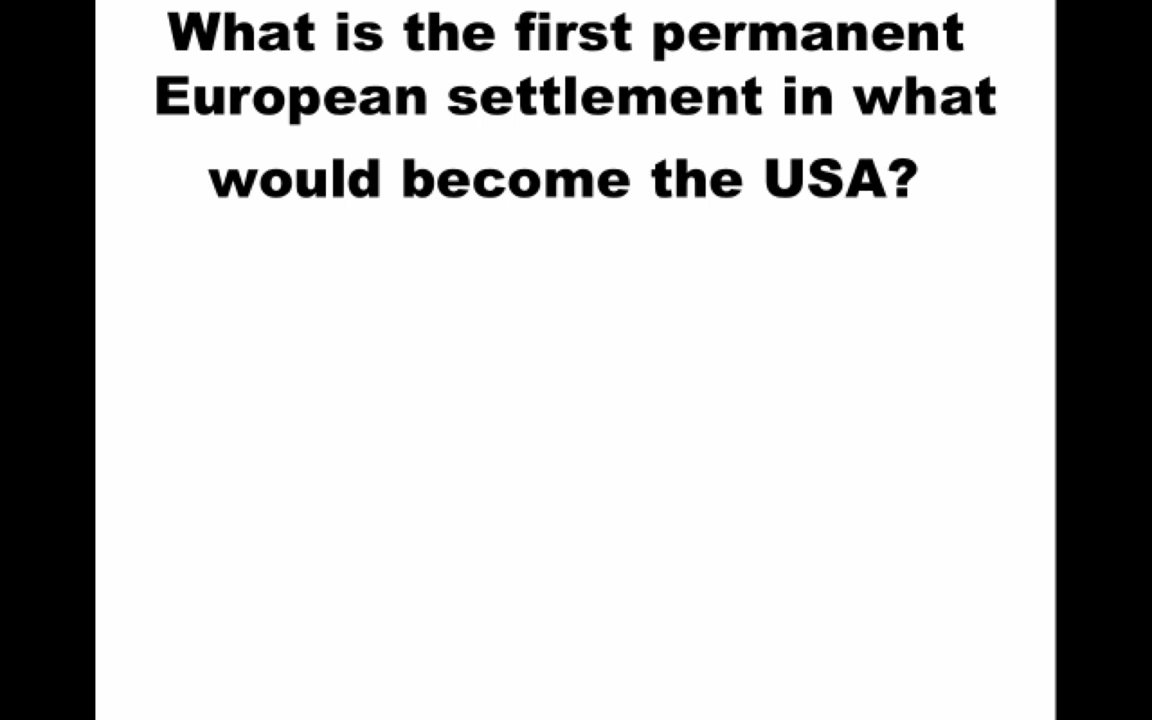 What is the first permanent
European settlement in what
would become the USA?